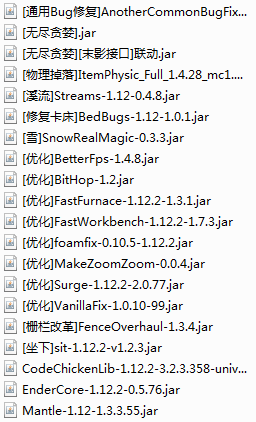 [通用Bug修复]AnotherCommonBugFix...
[无尽贪婪].jar
[无尽贪婪][末影接口]联动.jar
[物理掉落]ItemPhysic_Full_1.4.28_mc1....
[溪流]Streams-1.12-0.4.8.jar
[修复卡床]BedBugs-1.12-1.0.1.jar
[雪]SnowRealMagic-0.3.3.jar
[优化]BetterFps-1.4.8.jar
[优化]BitHop-1.2.jar
[优化]FastFurnace-1.12.2-1.3.1.jar
[优化]FastWorkbench-1.12.2-1.7.3.jar
[优化]foamfix-0.10.5-1.12.2.jar
[优化]MakeZoomZoom-0.0.4.jar
[优化]Surge-1.12.2-2.0.77.jar
[优化]VanillaFix-1.0.10-99.jar
[栅栏改革]FenceOverhaul-1.3.4.jar
[坐下]sit-1.12.2-v1.2.3.jar
CodeChickenLib-1.12.2-3.2.3.358-univ...
EnderCore-1.12.2-0.5.76.jar
Mantle-1.12-1.3.3.55.jar